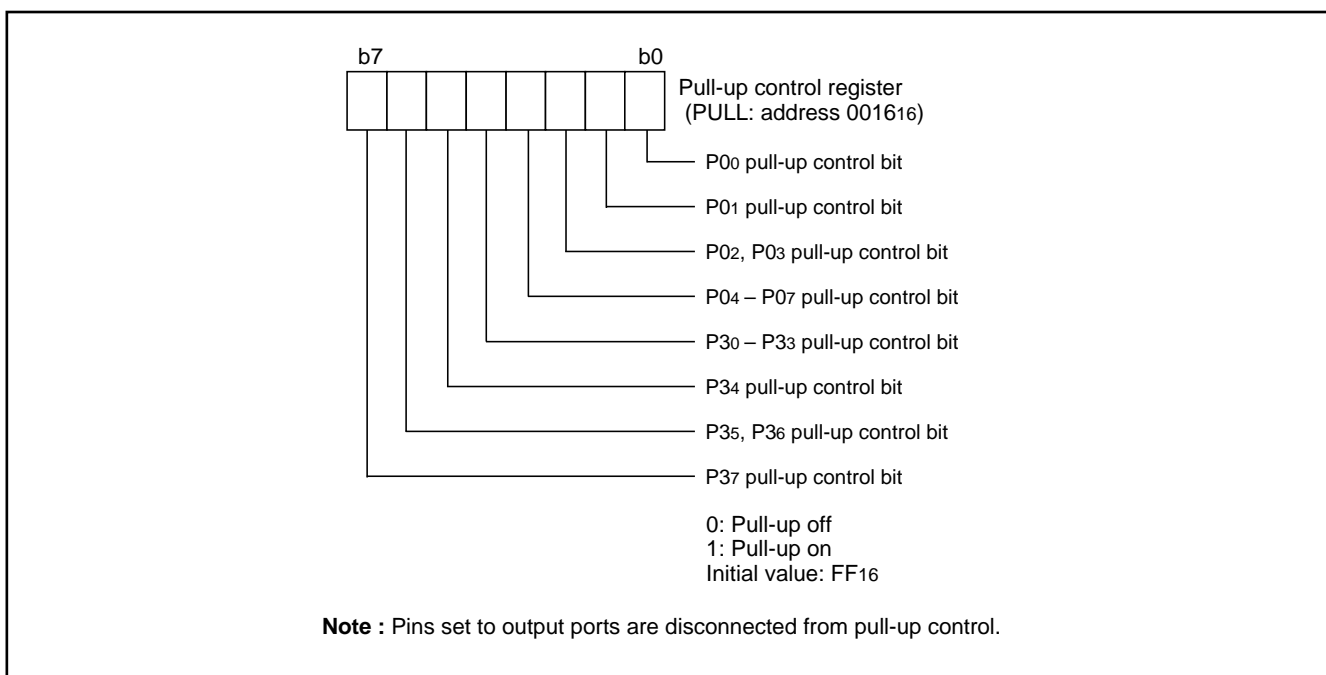 b7 b0
Pull-up control register
(PULL: address 001616)
P00 pull-up control bit
P01 pull-up control bit
P02, P03 pull-up control bit
P04 – P07 pull-up control bit
P30 – P33 pull-up control bit
P34 pull-up control bit
P35, P36 pull-up control bit
P37 pull-up control bit
0: Pull-up off
1: Pull-up on
Initial value: FF16
Note : Pins set to output ports are disconnected from pull-up control.